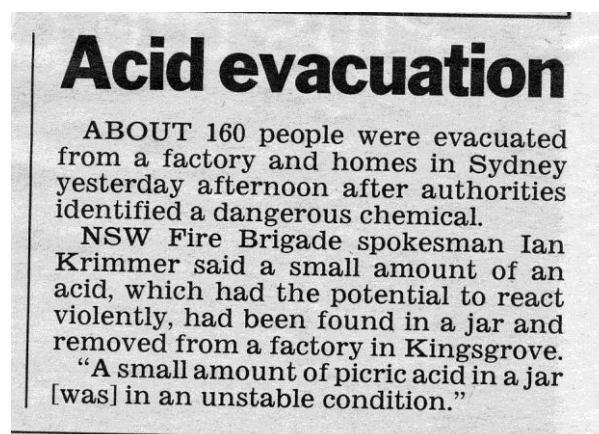 Acid evacuation
ABOUT 160 people were evacuated
from a factory and homes in Sydney
yesterday afternoon after authorities
identified a dangerous chemical.
NSW Fire Brigade spokesman Ian
Krimmer said a small amount of an
acid, which had the potential to react
violently, had been found in a jar and
removed from a factory in Kingsgrove.
“A small amount of picric acid in a jar
[was] in an unstable condition.”